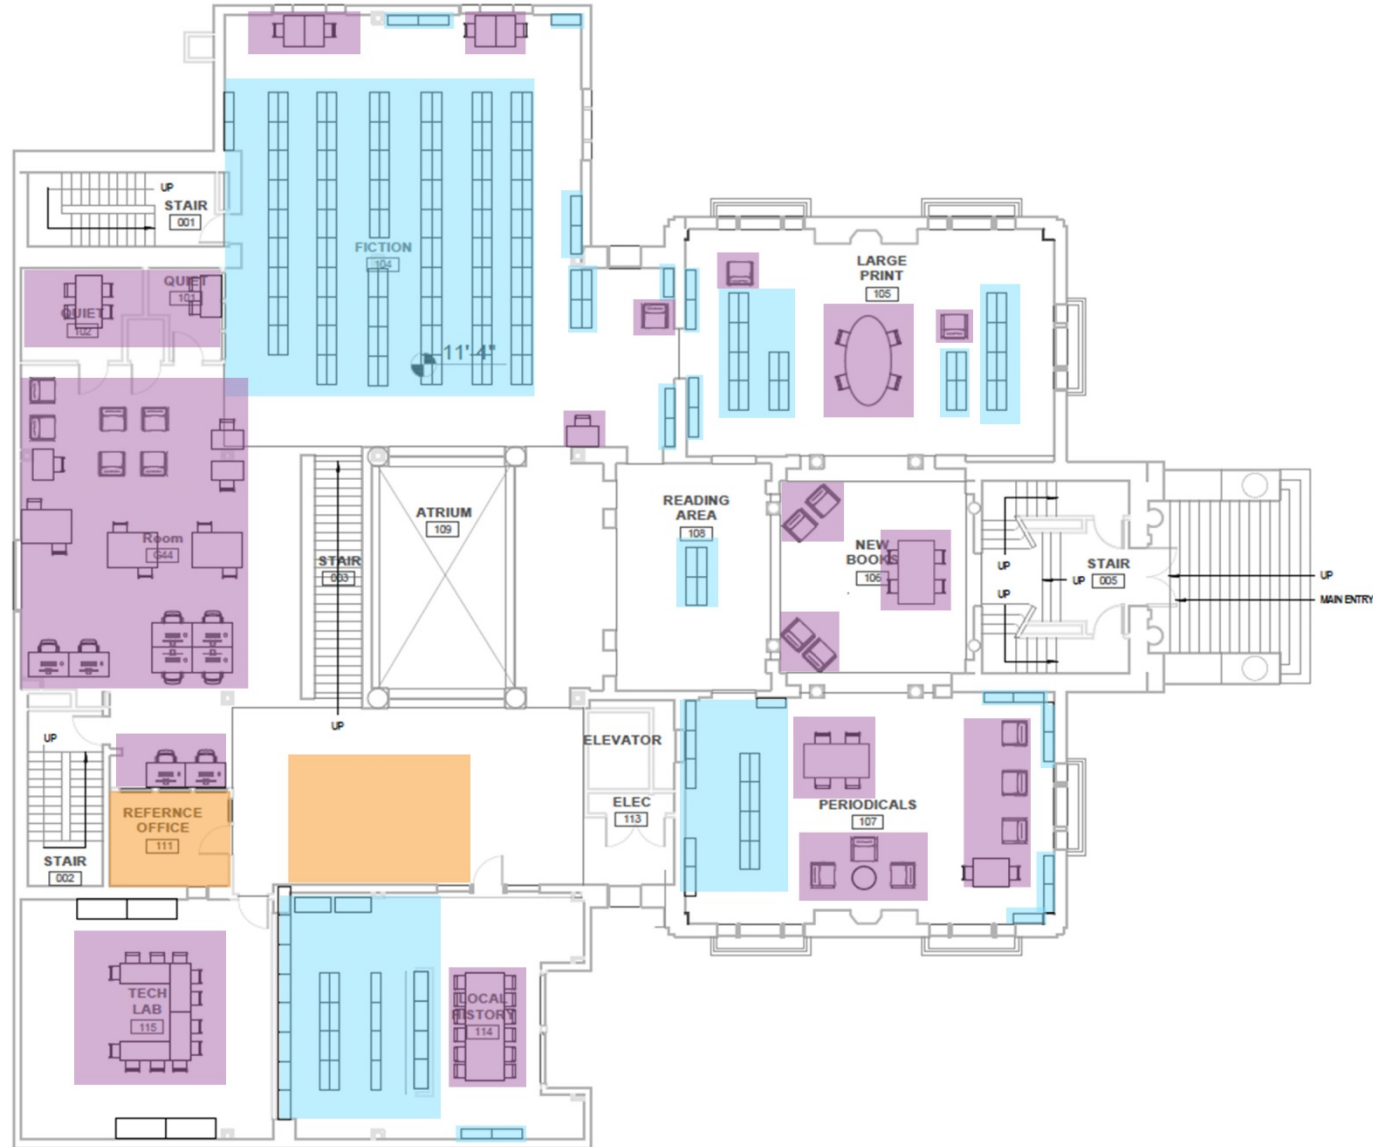 UP
STAIR
001
FICTION
104
LARGE
PRINT
105
QUIET
101
QUIET
102
11'-4"
ATRIUM
109
READING
AREA
108
NEW
BOOKS
106
Room
G44
STAIR
003
UP
UP
STAIR
005
UP
UP
UP
MAIN ENTRY
UP
UP
ELEVATOR
REFERNCE
OFFICE
111
ELEC
113
PERIODICALS
107
STAIR
002
TECH
LAB
115
LOCAL
HISTORY
114